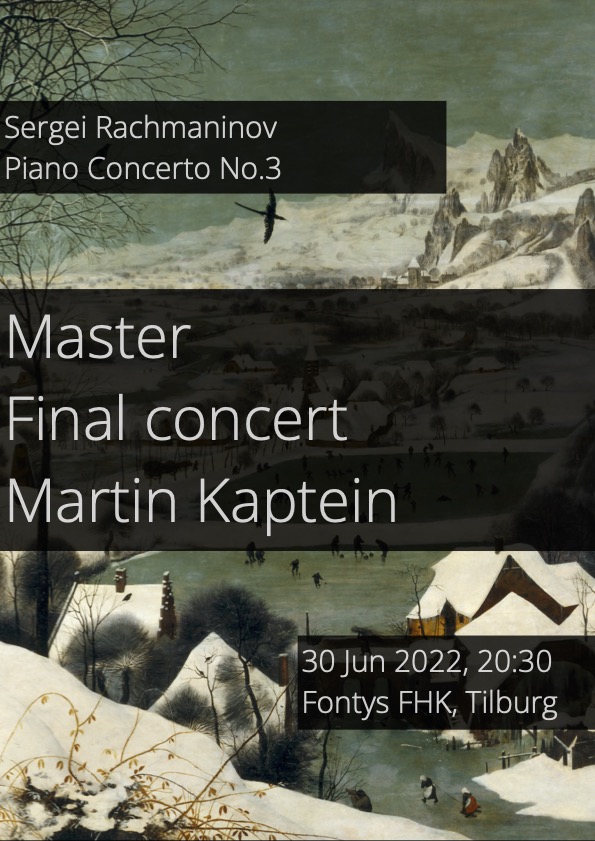 Sergei Rachmaninov
Piano Concerto No.3
Master
Final concert
Martin Kaptein
30 Jun 2022, 20:30
Fontys FHK, Tilburg